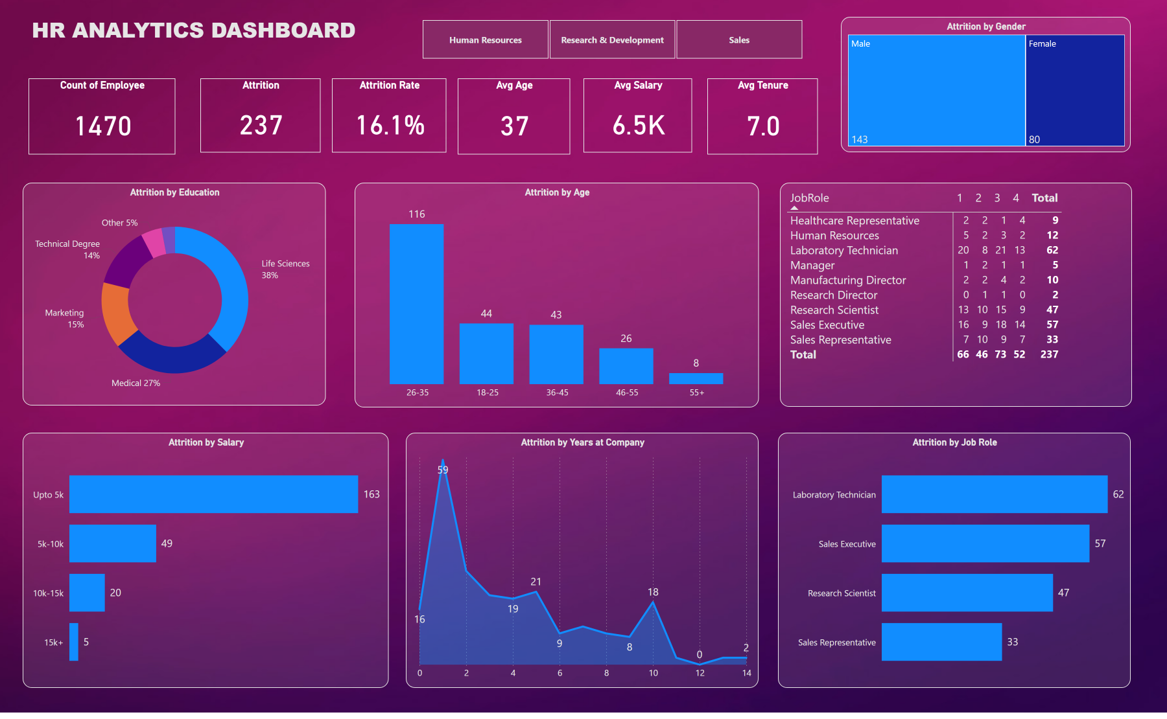 HR ANALYTICS DASHBOARD
Human Resources
Research & Development
Sales
Attrition by Gender
Male
Female
143
80
Count of Employee
1470
Attrition
237
Attrition Rate
16.1%
Avg Age
37
Avg Salary
6.5K
Avg Tenure
7.0
Attrition by Education
Other 5%
Technical Degree
14%
Life Sciences
38%
Marketing
15%
Medical 27%
Attrition by Age
116
44
43
26
8
26-35 18-25 36-45 46-55 55+
JobRole 1 2 3 4 Total
Healthcare Representative 2 2 1 4 9
Human Resources 5 2 3 2 12
Laboratory Technician 20 8 21 13 62
Manager 1 2 1 1 5
Manufacturing Director 2 2 4 2 10
Research Director 0 1 1 0 2
Research Scientist 13 10 15 9 47
Sales Executive 16 9 18 14 57
Sales Representative 7 10 9 7 33
Total 66 46 73 52 237
Attrition by Salary
Upto 5k 163
5k-10k 49
10k-15k 20
15k+ 5
Attrition by Years at Company
59
16
19
21
9
8
18
0
2
0 2 4 6 8 10 12 14
Attrition by Job Role
Laboratory Technician 62
Sales Executive 57
Research Scientist 47
Sales Representative 33